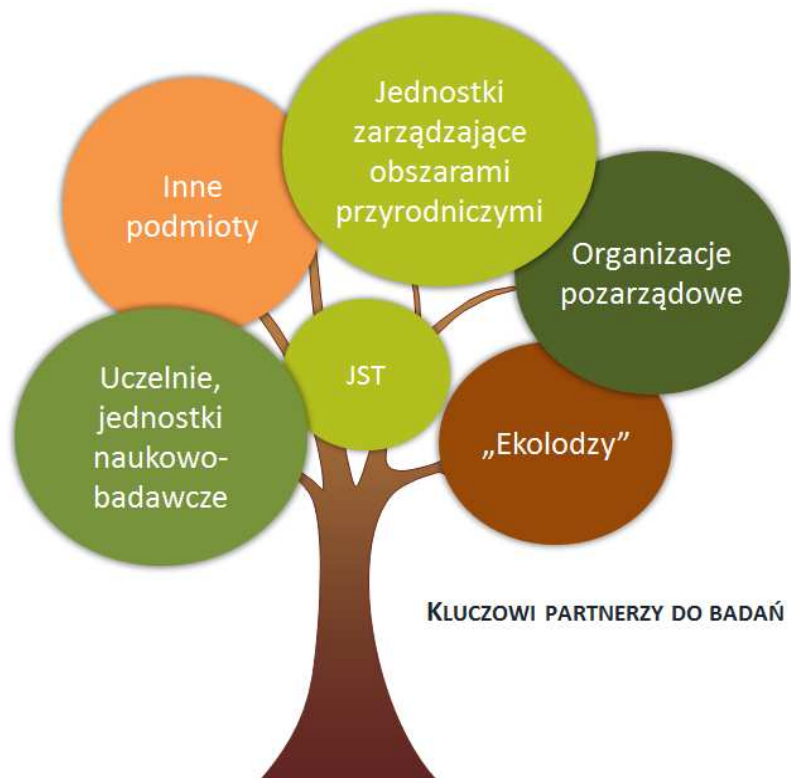 Jednostki
zarządzające
obszarami
przyrodniczymi
Inne
podmioty
Organizacje
pozarządowe
JST
Uczelnie,
jednostki
naukowo-
badawcze
„Ekolodzy”
KLUCZOWI PARTNERZY DO BADAŃ